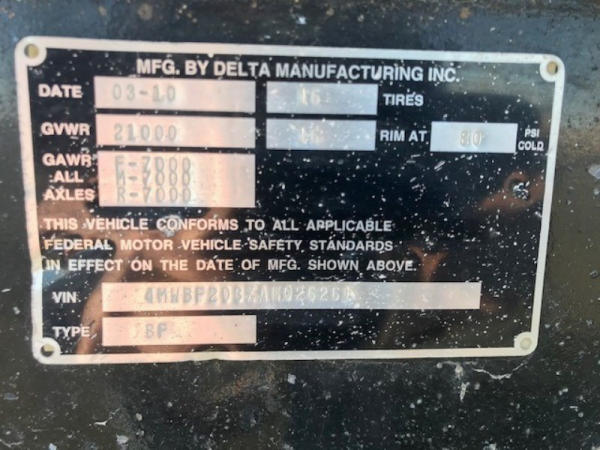 MFG. BY DELTA MANUFACTURING INC.
DATE 03-10 16 TIRES
GVWR 21000 RIM AT 80 PSI COLD
GAWR F-7000
ALL M-7000
AXLES R-7000
THIS VEHICLE CONFORMS TO ALL APPLICABLE
FEDERAL MOTOR VEHICLE SAFETY STANDARDS
IN EFFECT ON THE DATE OF MFG. SHOWN ABOVE.
VIN
TYPE BP